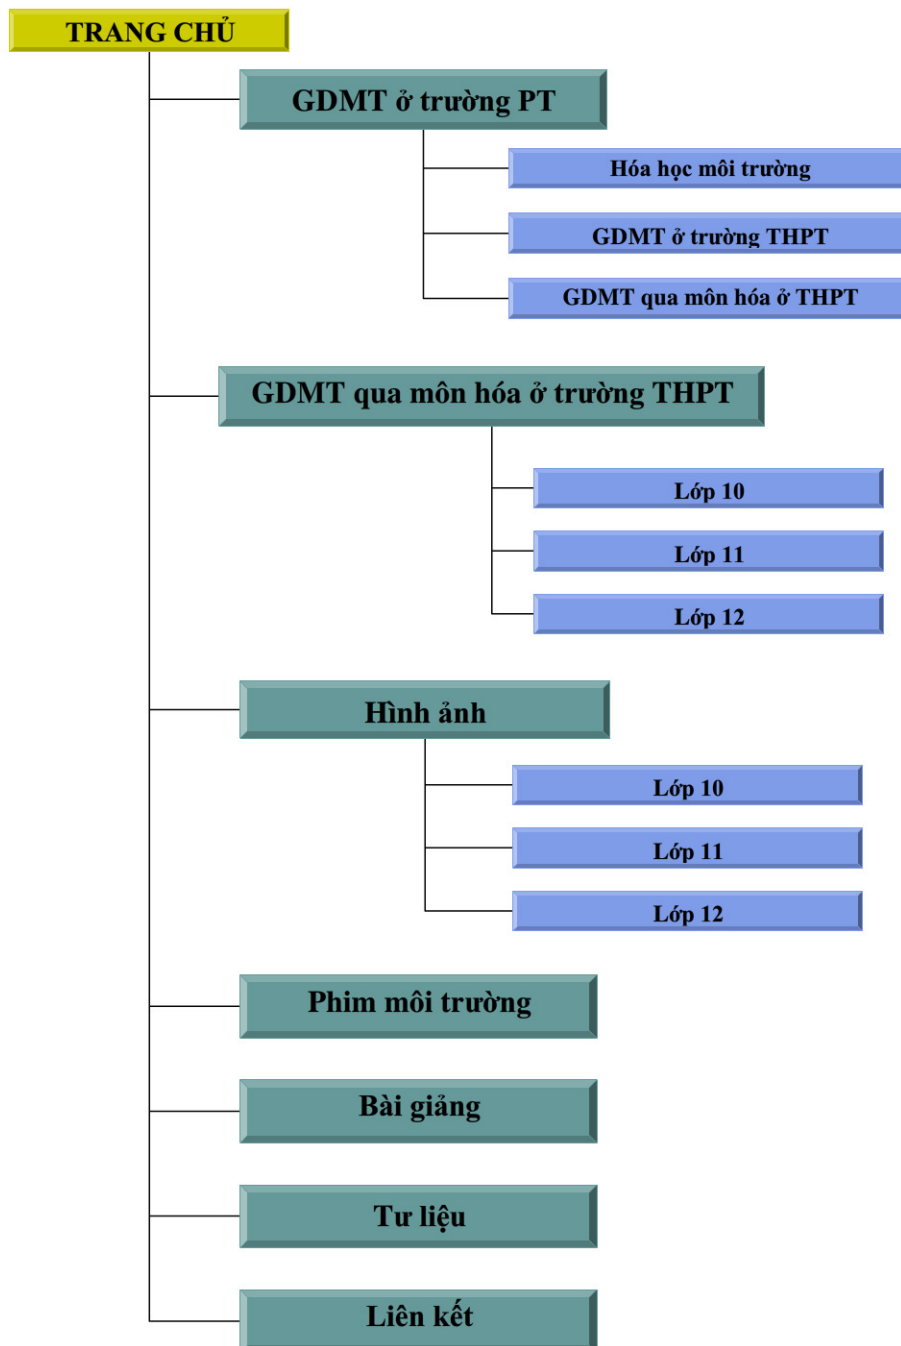 TRANG CHỦ
GDMT ở trường PT
Hóa học môi trường
GDMT ở trường THPT
GDMT qua môn hóa ở THPT
GDMT qua môn hóa ở trường THPT
Lớp 10
Lớp 11
Lớp 12
Hình ảnh
Lớp 10
Lớp 11
Lớp 12
Phim môi trường
Bài giảng
Tư liệu
Liên kết